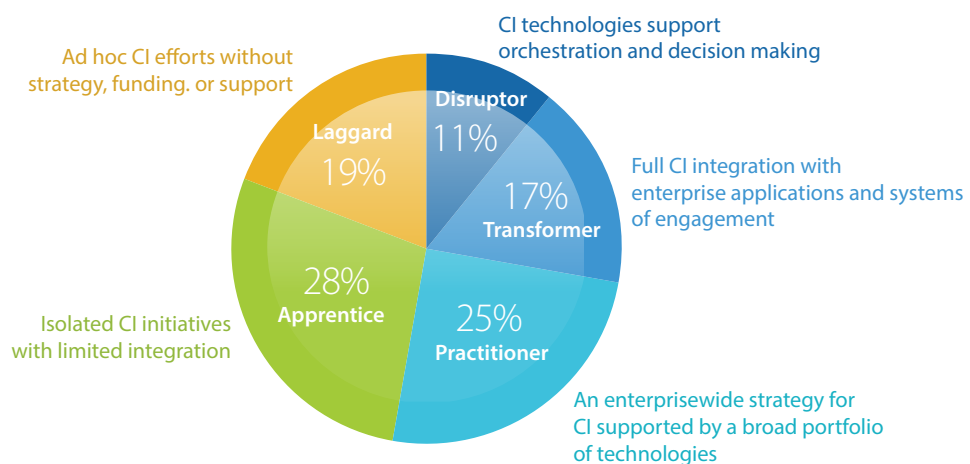 CI technologies support
orchestration and decision making
Disruptor
11%
Full CI integration with
enterprise applications and systems
of engagement
17%
Transformer
An enterprisewide strategy for
CI supported by a broad portfolio
of technologies
25%
Practitioner
Isolated CI initiatives
with limited integration
28%
Apprentice
Ad hoc CI efforts without
strategy, funding. or support
Laggard
19%